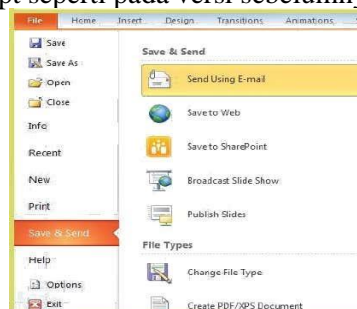 pt seperti pada versi sebelumny
File Home Insert Design Transitions Animations
Save
Save As
Open
Close
Info
Recent
New
Print
Save & Send
Help
Options
Exit
Save & Send
Send Using E-mail
Save to Web
Save to SharePoint
Broadcast Slide Show
Publish Slides
File Types
Change File Type
Create PDF/XPS Document